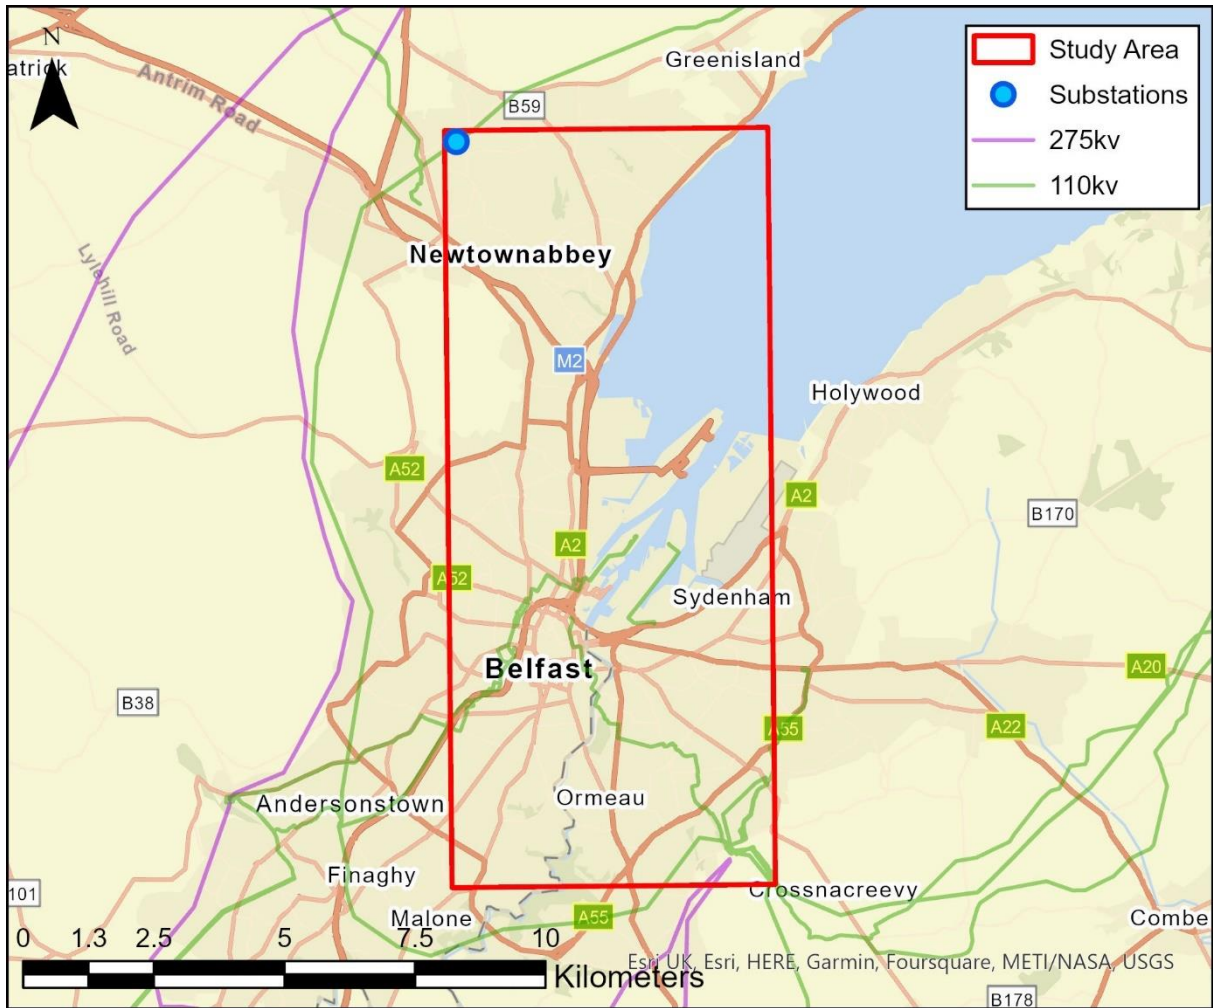 N
Greenisland
Study Area
atrick
Antrim Road
B59
Substations
275kv
110kv
Newtownabbey
Lylehill Road
M2
Holywood
A52
A2
B170
A2
A52
Sydenham
Belfast
A20
B38
A55
A22
Andersonstown
Ormeau
Finaghy
101
Crossnacreevy
Malone
A55
Combe
0 1.3 2.5 5 7.5 10
Kilometers
Esri UK, Esri, HERE, Garmin, Foursquare, METI/NASA, USGS
B178